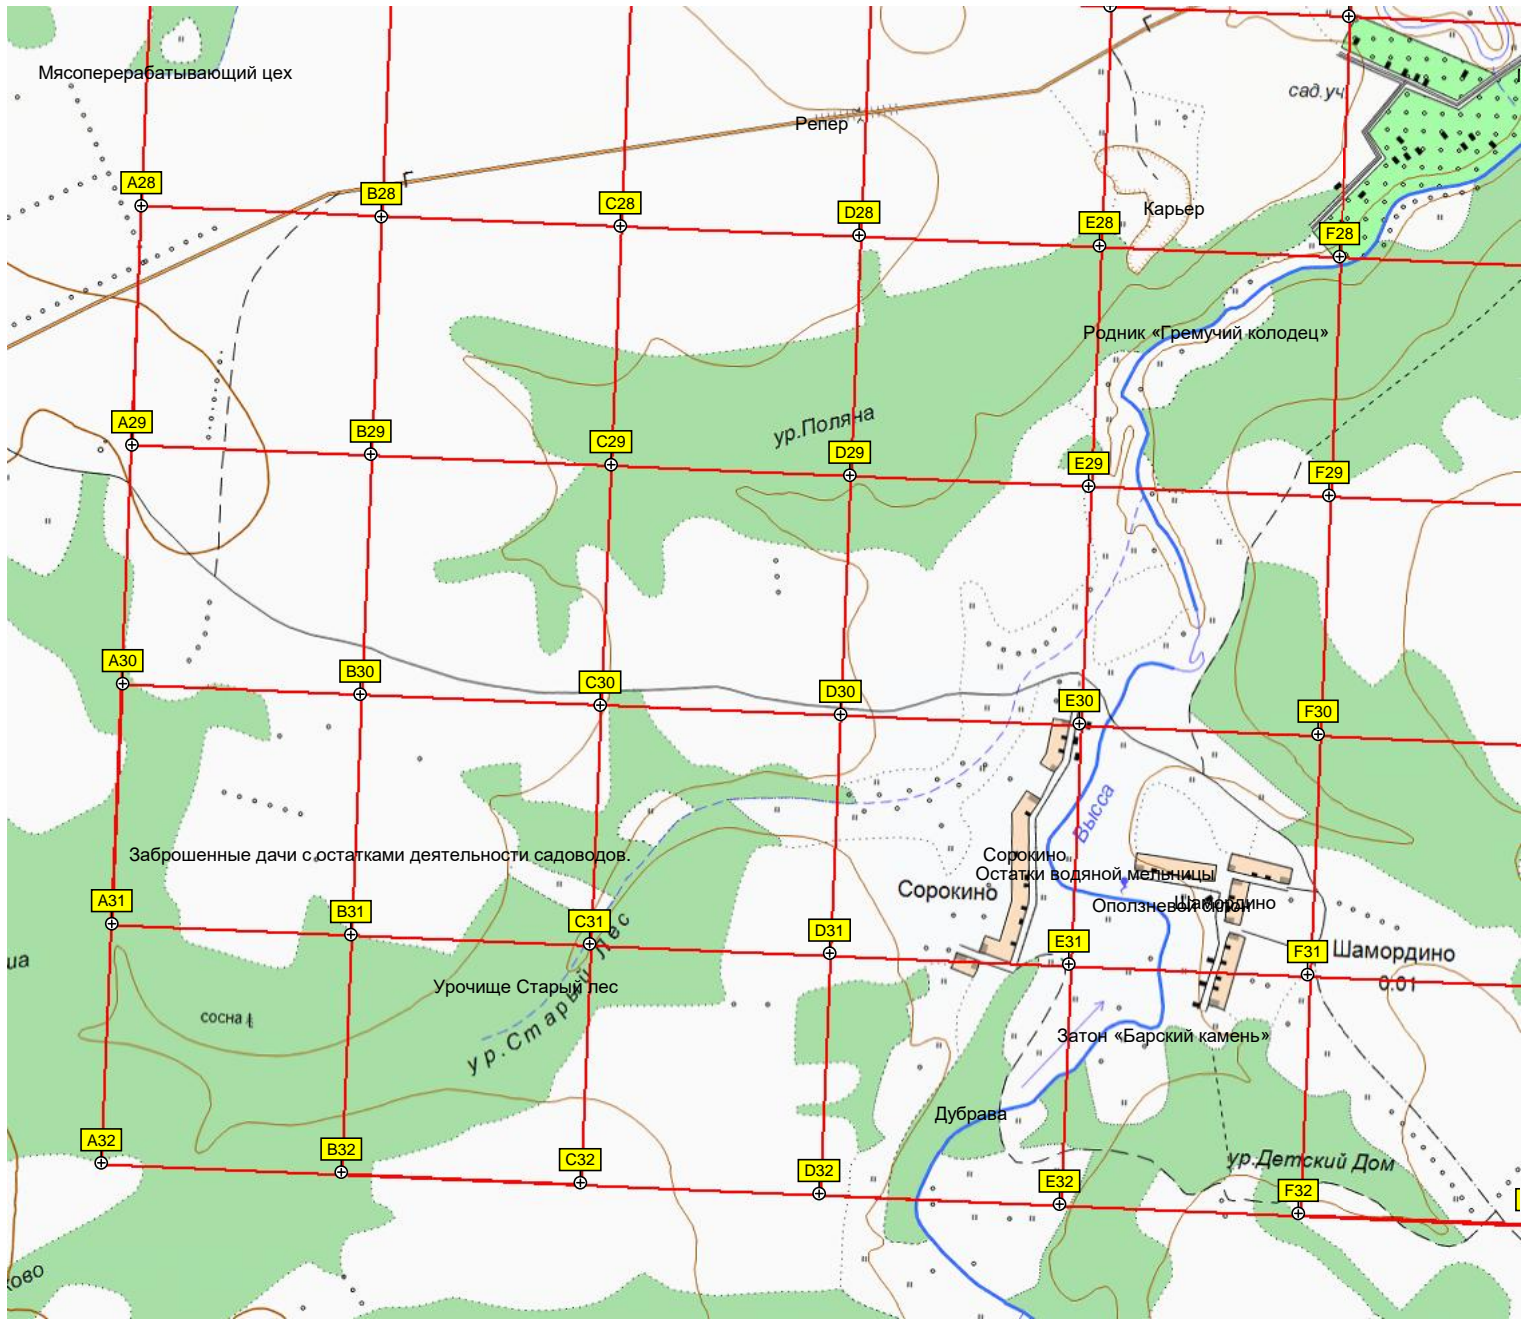 Мясоперерабатывающий цех
сад.уч
Репер
Г
Г
A28
B28
C28
D28
E28
F28
Карьер
Родник «Гремучий колодец»
ур.Поляна
A29
B29
C29
D29
E29
F29
A30
B30
C30
D30
E30
F30
Высса
Заброшенные дачи с остатками деятельности садоводов.
Сорокино
Остатки водяной мельницы
Сорокино
Оползневой
Шамордино
A31
B31
C31
D31
E31
F31
Шамордино
0.01
ша
Урочище Старый лес
ур.Старый Лес
сосна
Затон «Барский камень»
Дубрава
ур.Детский Дом
A32
B32
C32
D32
E32
F32
ково